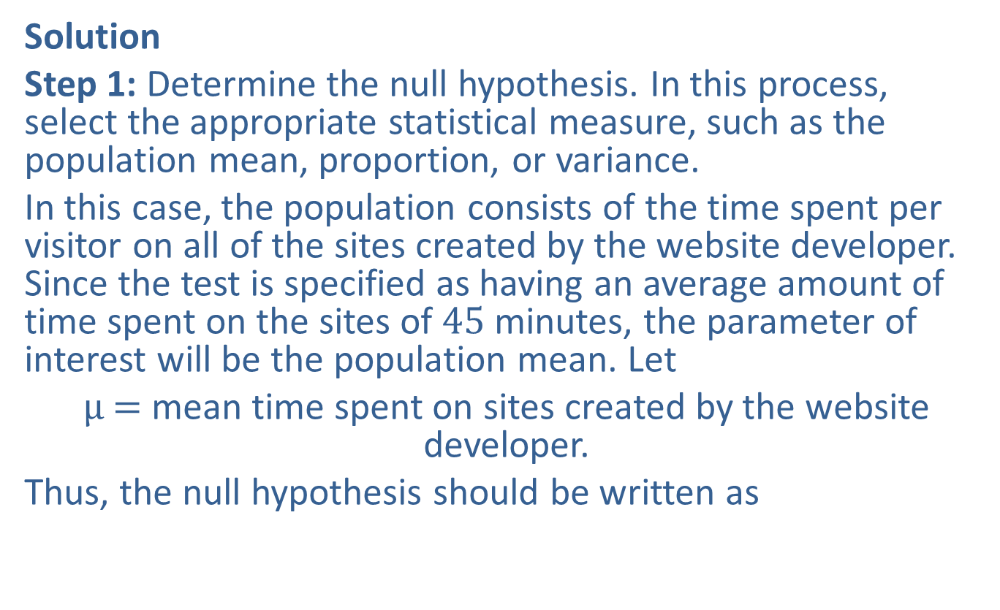 Solution
Step 1: Determine the null hypothesis. In this process,
select the appropriate statistical measure, such as the
population mean, proportion, or variance.
In this case, the population consists of the time spent per
visitor on all of the sites created by the website developer.
Since the test is specified as having an average amount of
time spent on the sites of 45 minutes, the parameter of
interest will be the population mean. Let
μ = mean time spent on sites created by the website
developer.
Thus, the null hypothesis should be written as